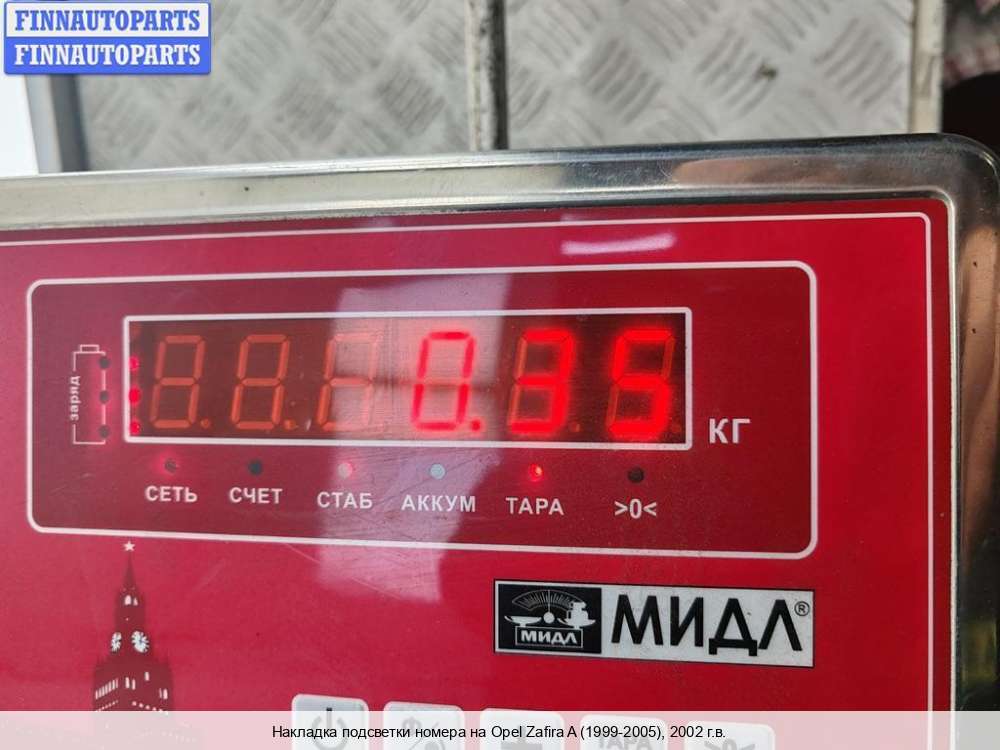 FINNAUTOPARTS
FINNAUTOPARTS
заряд
0.35
КГ
СЕТЬ СЧЕТ СТАБ АККУМ ТАРА >0<
МИДЛ МИДЛ®
ТАРА
Накладка подсветки номера на Opel Zafira A (1999-2005), 2002 г.в.